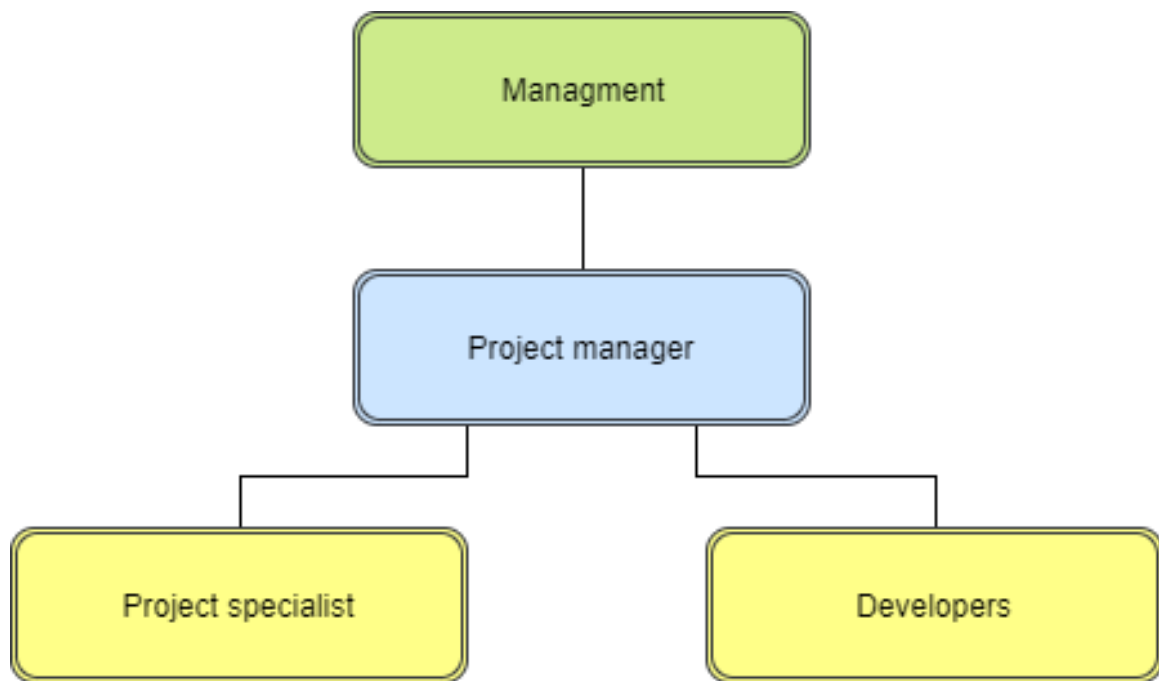 Managment
Project manager
Project specialist
Developers